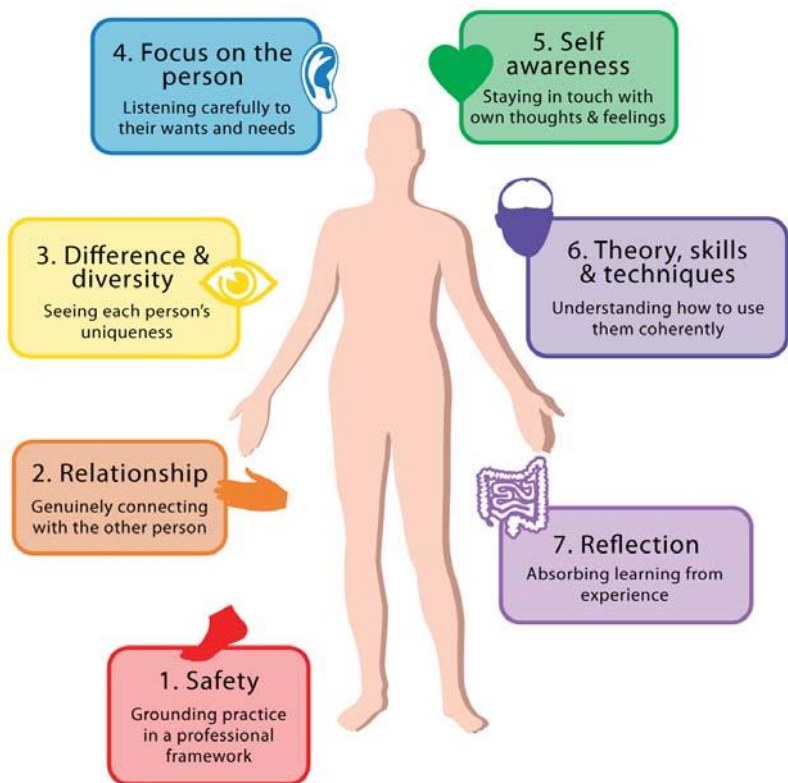 4. Focus on the
person
Listening carefully to
their wants and needs
5. Self
awareness
Staying in touch with
own thoughts & feelings
3. Difference &
diversity
Seeing each person's
uniqueness
6. Theory, skills
& techniques
Understanding how to use
them coherently
2. Relationship
Genuinely connecting
with the other person
7. Reflection
Absorbing learning from
experience
1. Safety
Grounding practice
in a professional
framework